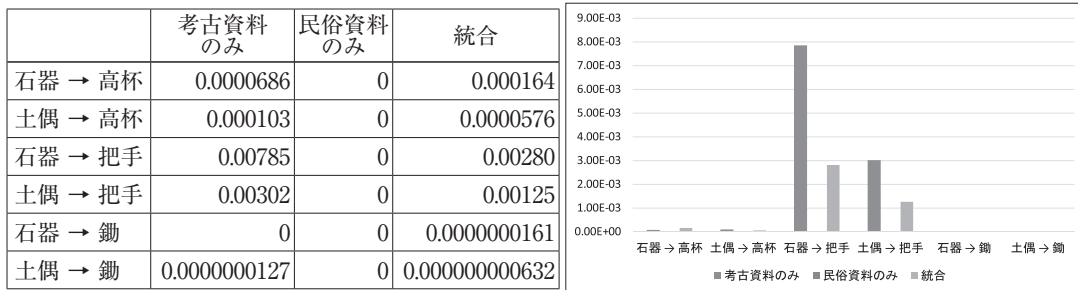 考古資料のみ 民俗資料のみ 統合
石器 → 高杯 0.0000686 0 0.000164
土偶 → 高杯 0.000103 0 0.0000576
石器 → 把手 0.00785 0 0.00280
土偶 → 把手 0.00302 0 0.00125
石器 → 鋤 0 0 0.0000000161
土偶 → 鋤 0.0000000127 0 0.000000000632
9.00E-03
8.00E-03
7.00E-03
6.00E-03
5.00E-03
4.00E-03
3.00E-03
2.00E-03
1.00E-03
0.00E+00
石器 → 高杯 土偶 → 高杯 石器 → 把手 土偶 → 把手 石器 → 鋤 土偶 → 鋤
■考古資料のみ ■民俗資料のみ ■統合